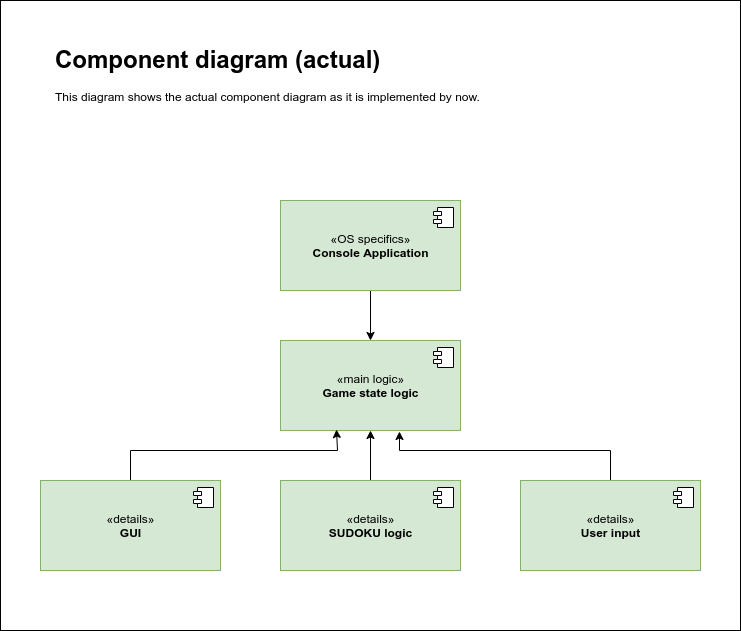 Component diagram (actual)
This diagram shows the actual component diagram as it is implemented by now.
«OS specifics»
Console Application
«main logic»
Game state logic
«details»
GUI
«details»
SUDOKU logic
«details»
User input